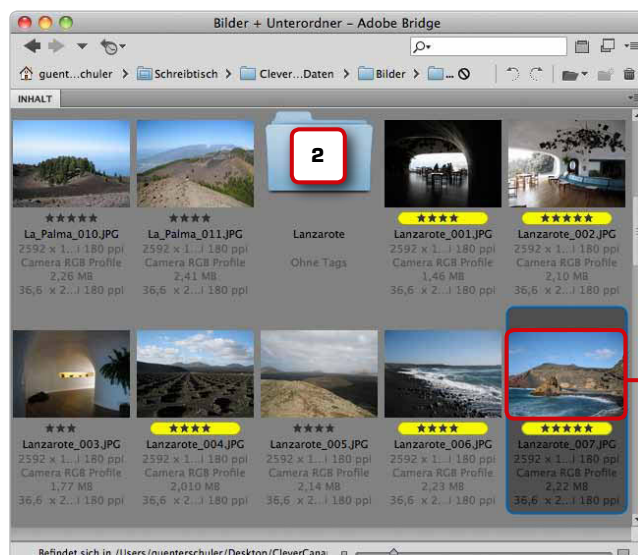 Bilder + Unterordner – Adobe Bridge
guent...chuler > Schreibtisch > Clever...Daten > Bilder > ...
INHALT
2
★★★★★ ★★★★ ★★★★ ★★★★★
La_Palma_010.JPG La_Palma_011.JPG Lanzarote Lanzarote_001.JPG Lanzarote_002.JPG
2592 x 1...i 180 ppi 2592 x 1...i 180 ppi 2592 x 1...i 180 ppi 2592 x 1...i 180 ppi
Camera RGB Profile Camera RGB Profile Ohne Tags Camera RGB Profile Camera RGB Profile
2,26 MB 2,41 MB 1,46 MB 2,10 MB
36,6 x 2...i 180 ppi 36,6 x 2...i 180 ppi 36,6 x 2...i 180 ppi 36,6 x 2...i 180 ppi
★★★ ★★★★ ★★★★ ★★★★ ★★★★★
Lanzarote_003.JPG Lanzarote_004.JPG Lanzarote_005.JPG Lanzarote_006.JPG Lanzarote_007.JPG
2592 x 1...i 180 ppi 2592 x 1...i 180 ppi 2592 x 1...i 180 ppi 2592 x 1...i 180 ppi 2592 x 1...i 180 ppi
Camera RGB Profile Camera RGB Profile Camera RGB Profile Camera RGB Profile Camera RGB Profile
1,77 MB 2,010 MB 2,14 MB 2,23 MB 2,22 MB
36,6 x 2...i 180 ppi 36,6 x 2...i 180 ppi 36,6 x 2...i 180 ppi 36,6 x 2...i 180 ppi 36,6 x 2...i 180 ppi
Befindet sich in /Users/guenterschuler/Desktop/CleverCana